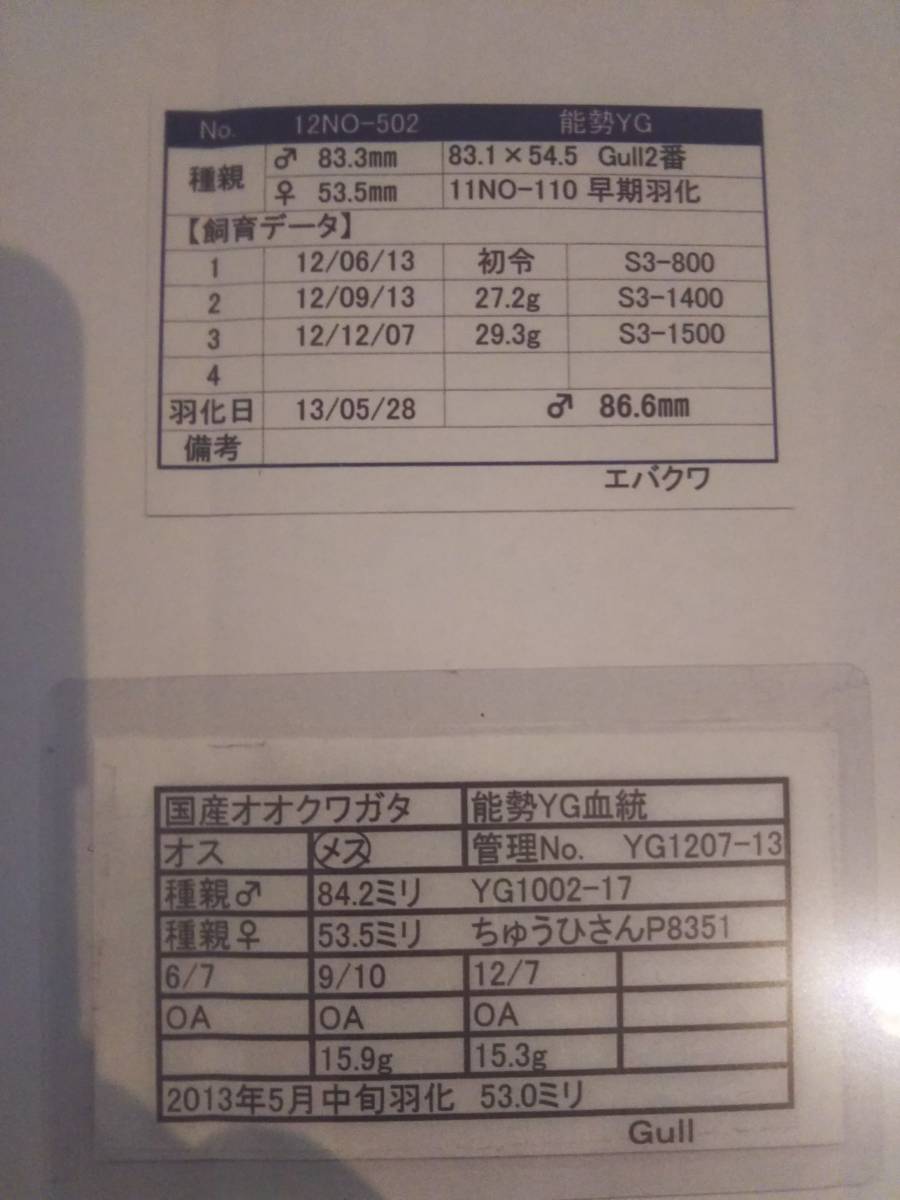 No. 12NO-502 能勢YG
種親 ♂ 83.3mm 83.1×54.5 Gull2番
♀ 53.5mm 11NO-110 早期羽化
【飼育データ】
1 12/06/13 初令 S3-800
2 12/09/13 27.2g S3-1400
3 12/12/07 29.3g S3-1500
4
羽化日 13/05/28 ♂ 86.6mm
備考
エバクワ
国産オオクワガタ 能勢YG血統
オス メス 管理No. YG1207-13
種親♂ 84.2ミリ YG1002-17
種親♀ 53.5ミリ ちゅうひさんP8351
6/7 9/10 12/7
OA OA OA
15.9g 15.3g
2013年5月中旬羽化 53.0ミリ
Gull